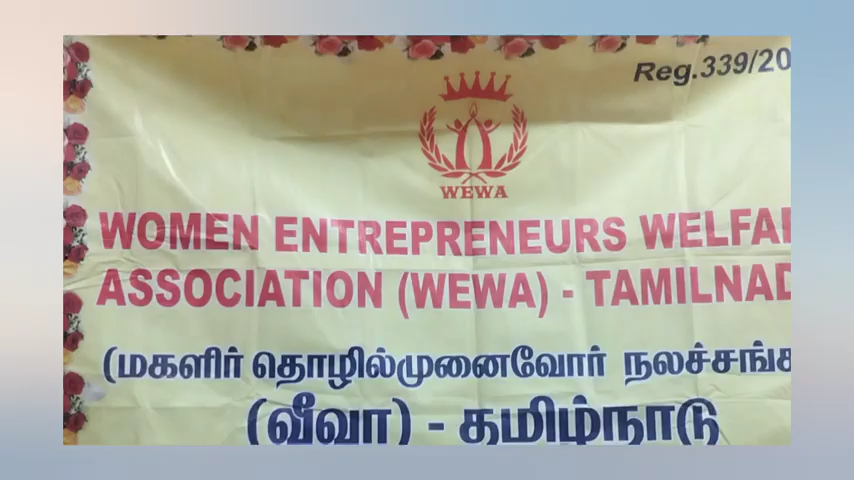 Reg.339/20
WEWA
WOMEN ENTREPRENEURS WELFA
ASSOCIATION (WEWA) - TAMILNAD
(மகளிர் தொழில்முனைவோர் நலச்சங்க
(வீவா) - தமிழ்நாடு